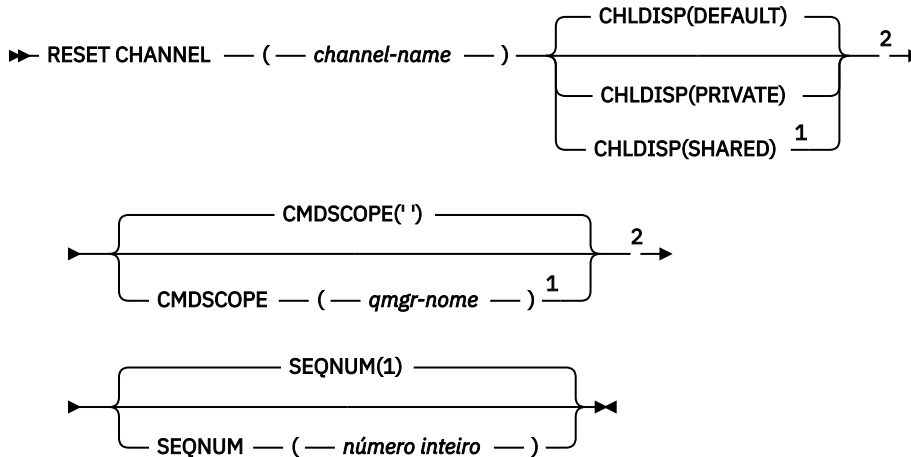 CHLDISP(DEFAULT)
RESET CHANNEL ( channel-name ) 2
CHLDISP(PRIVATE)
CHLDISP(SHARED) 1
CMDSCOPE(' ')
2
CMDSCOPE ( qmgr-nome ) 1
SEQNUM(1)
SEQNUM ( número inteiro )